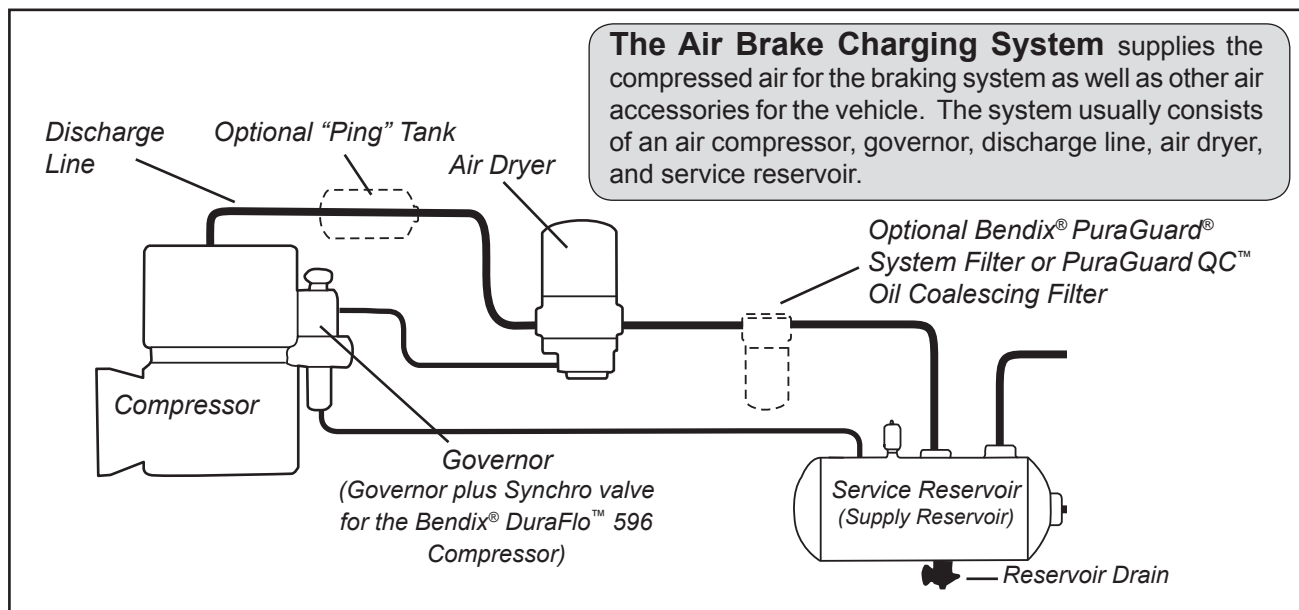 The Air Brake Charging System supplies the
compressed air for the braking system as well as other air
accessories for the vehicle. The system usually consists
of an air compressor, governor, discharge line, air dryer,
and service reservoir.
Discharge
Line
Optional “Ping” Tank
Air Dryer
Optional Bendix® PuraGuard®
System Filter or PuraGuard QC™
Oil Coalescing Filter
Compressor
Governor
(Governor plus Synchro valve
for the Bendix® DuraFlo™ 596
Compressor)
Service Reservoir
(Supply Reservoir)
Reservoir Drain